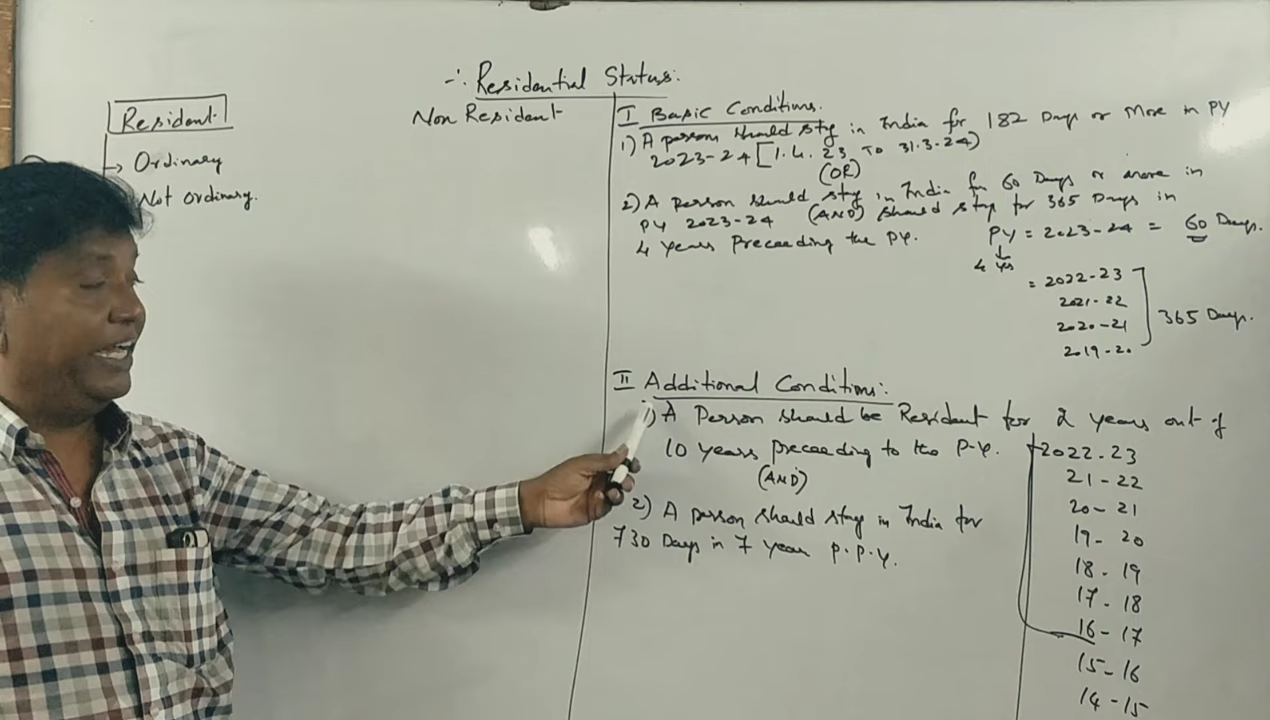 -: Residential Status:
Resident
→ Ordinary
Not ordinary.
Non Resident
I Basic Conditions.
1) A person should stay in India for 182 Days or More in PY
2023-24 [1.4.23 TO 31.3.24)
(OR)
2) A person should stay in India for 60 Days or more in
PY 2023-24 (AND) should stay for 365 Days in
4 years Preceeding the PY.
PY = 2023-24 = 60 Days.
4 yrs
= 2022-23
2021-22
2020-21
2019-20
365 Days.
II Additional Conditions:
1) A Person should be Resident for 2 years out of
10 years preceeding to the P.Y.
(AND)
2) A person should stay in India for
730 Days in 7 year P.P.Y.
2022-23
21-22
20-21
19-20
18-19
17-18
16-17
15-16
14-15